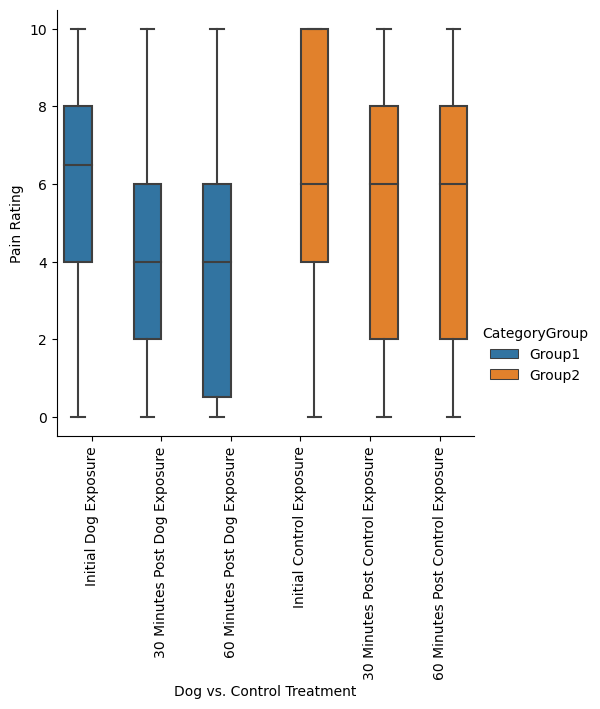 10
8
6
4
2
0
Pain Rating
Initial Dog Exposure
30 Minutes Post Dog Exposure
60 Minutes Post Dog Exposure
Initial Control Exposure
30 Minutes Post Control Exposure
60 Minutes Post Control Exposure
Dog vs. Control Treatment
CategoryGroup
Group1
Group2